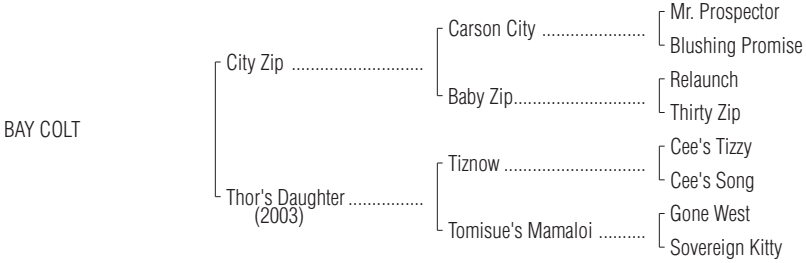 Mr. Prospector
Carson City ......................
Blushing Promise
City Zip ............................
Relaunch
Baby Zip............................
Thirty Zip
BAY COLT
Cee's Tizzy
Tiznow ..............................
Cee's Song
Thor's Daughter ................
(2003)
Gone West
Tomisue's Mamaloi ..........
Sovereign Kitty